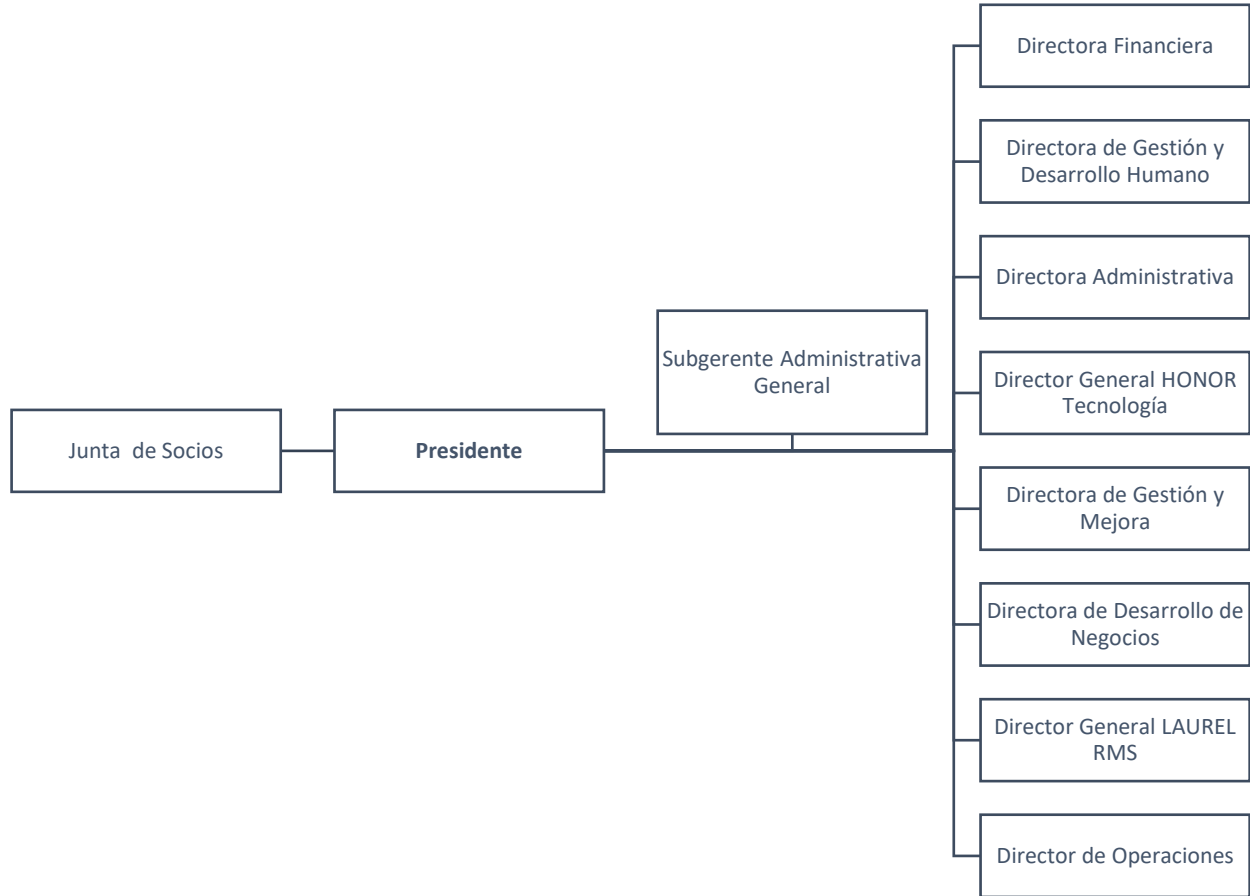 Junta de Socios
Presidente
Subgerente Administrativa
General
Directora Financiera
Directora de Gestión y
Desarrollo Humano
Directora Administrativa
Director General HONOR
Tecnología
Directora de Gestión y
Mejora
Directora de Desarrollo de
Negocios
Director General LAUREL
RMS
Director de Operaciones